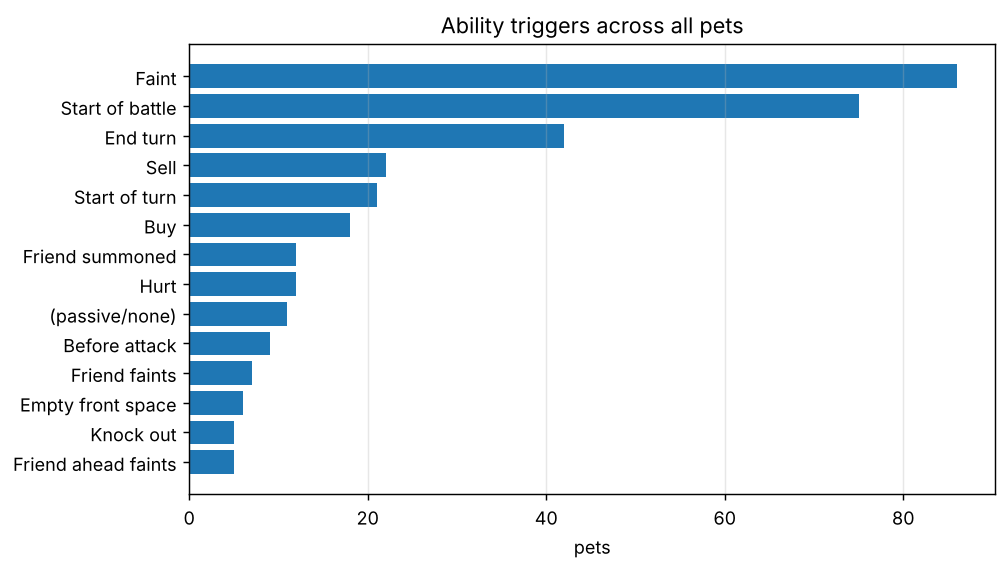 Ability triggers across all pets
Faint
Start of battle
End turn
Sell
Start of turn
Buy
Friend summoned
Hurt
(passive/none)
Before attack
Friend faints
Empty front space
Knock out
Friend ahead faints
0 20 40 60 80
pets